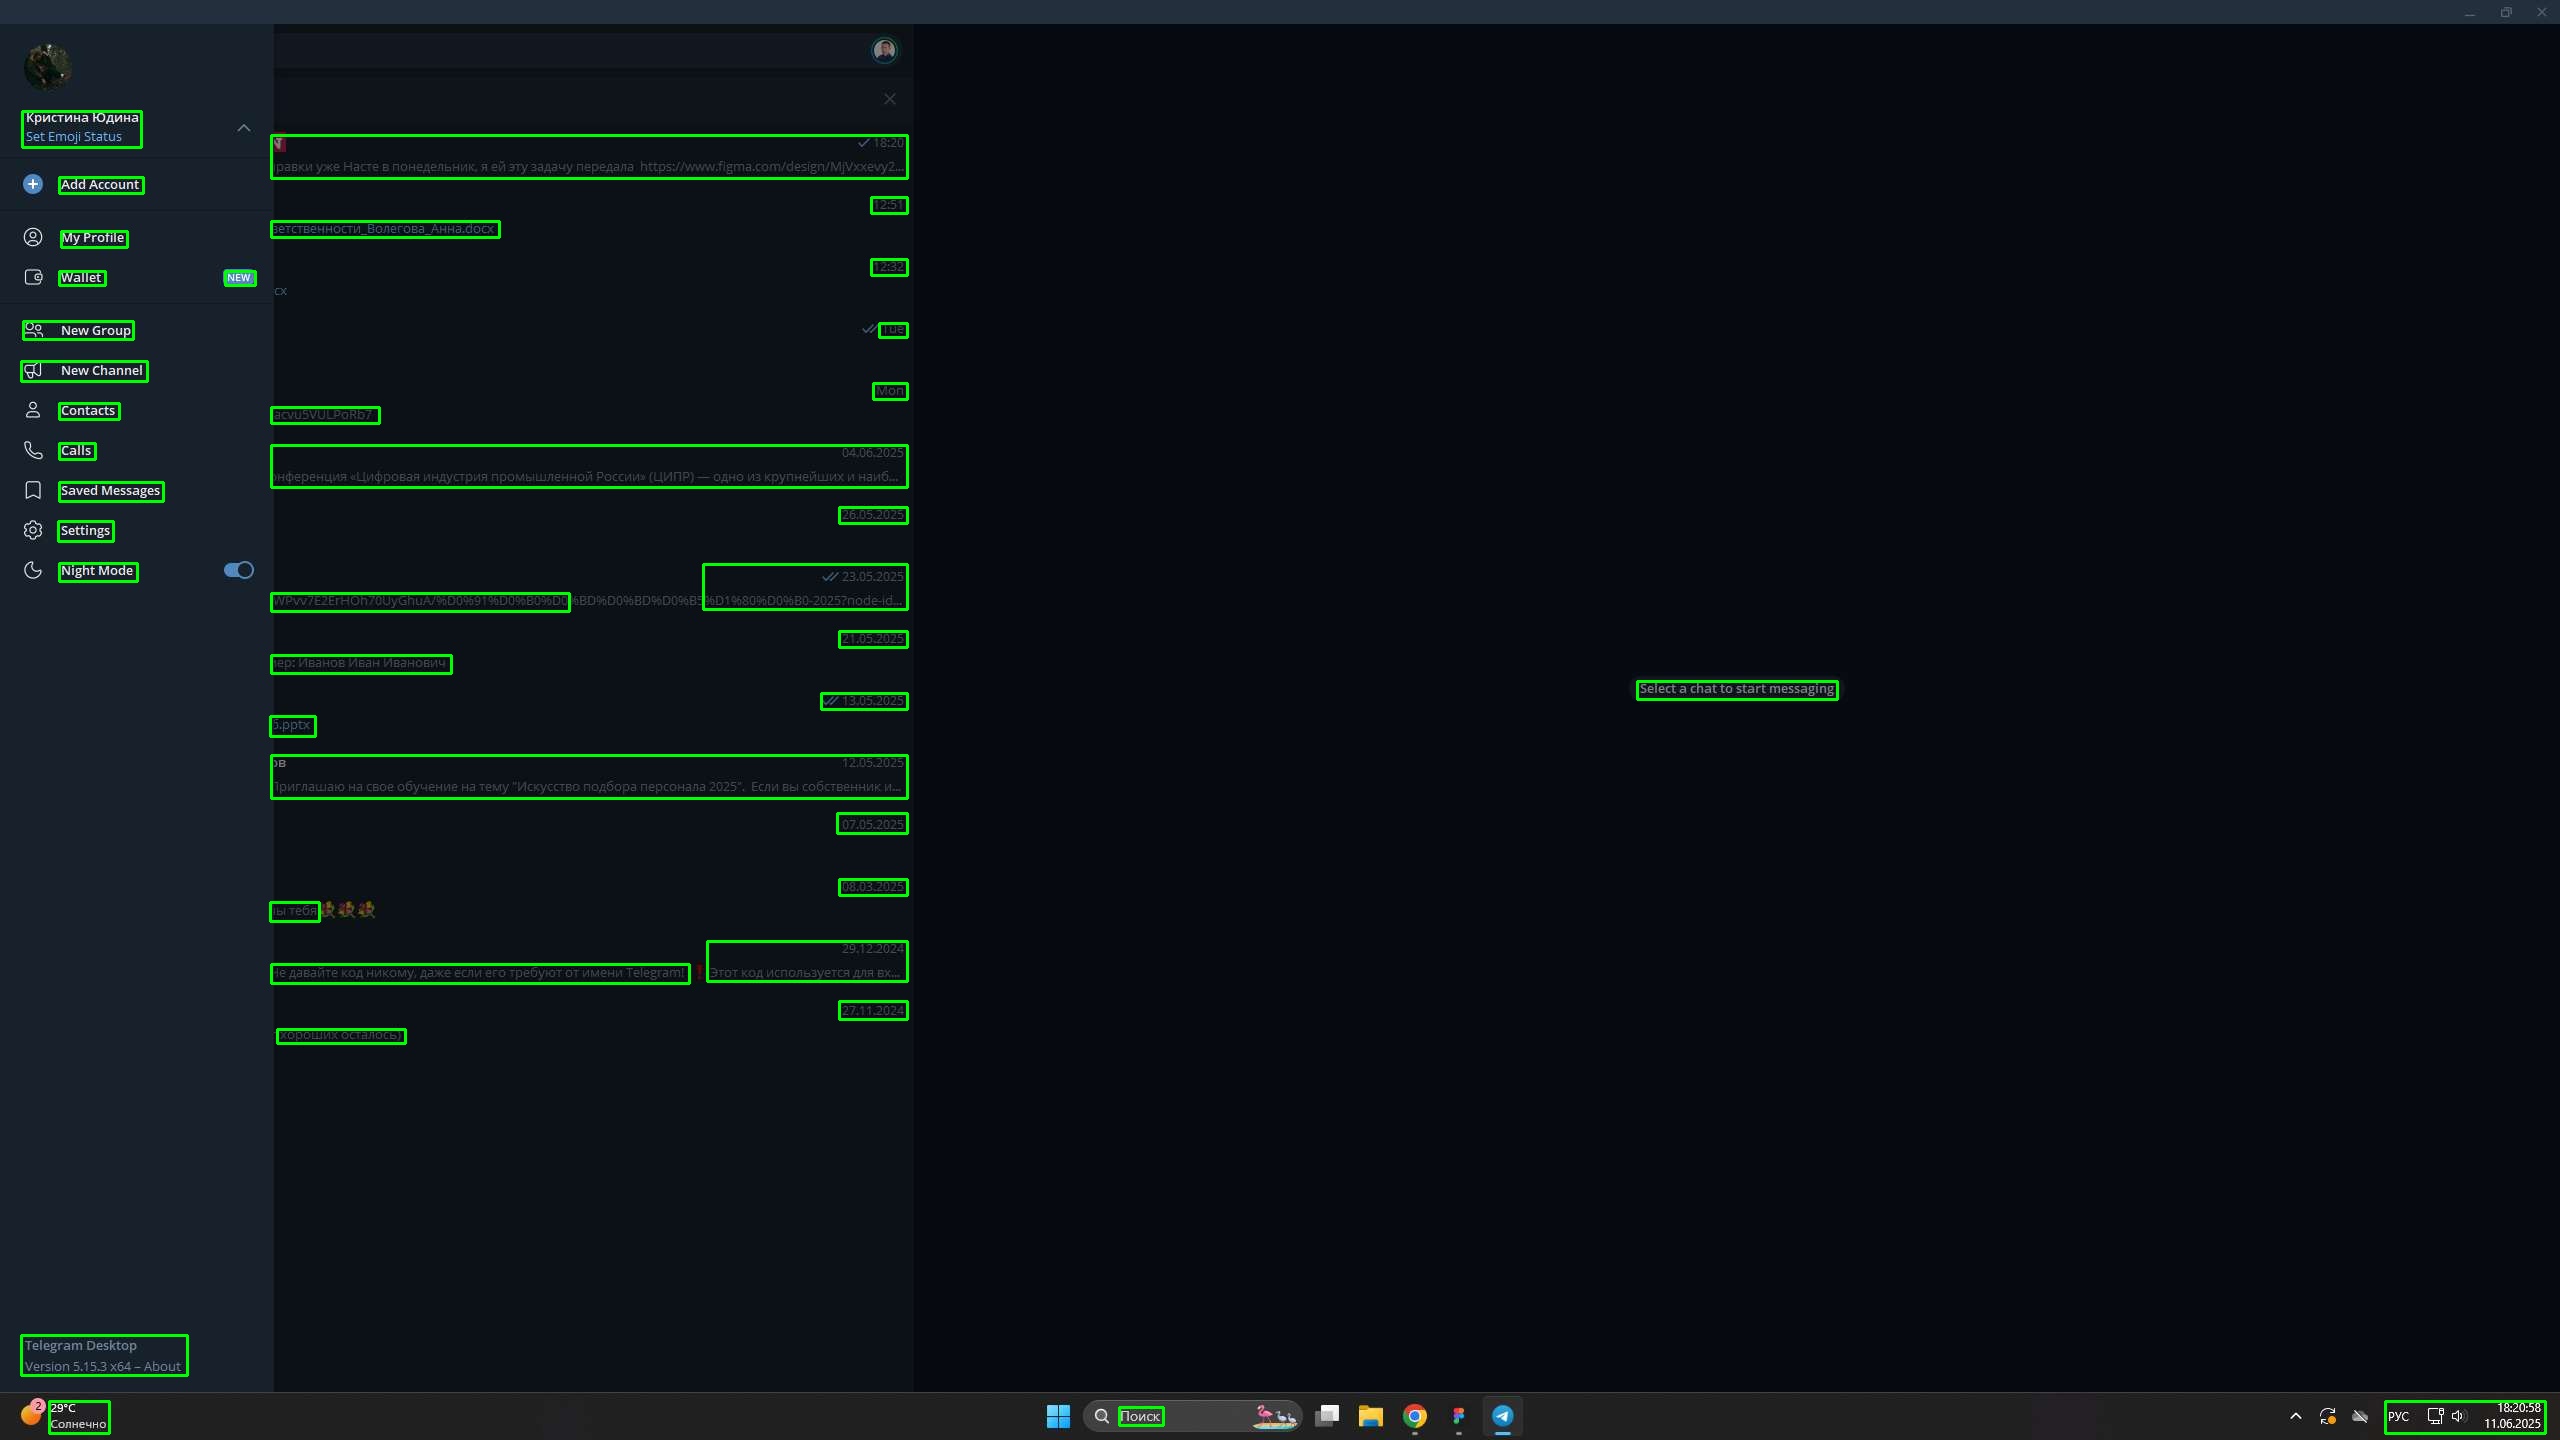 Кристина Юдина
Set Emoji Status
Add Account
My Profile
Wallet
NEW
New Group
New Channel
Contacts
Calls
Saved Messages
Settings
Night Mode
Telegram Desktop
Version 5.15.3 x64 – About
18:20
равки уже Насте в понедельник, я ей эту задачу передала https://www.figma.com/design/MjVxxevy2...
12:51
ветственности_Волегова_Анна.docx
12:32
cx
Tue
Mon
acvu5VULPoRb7
04.06.2025
онференция «Цифровая индустрия промышленной России» (ЦИПР) — одно из крупнейших и наиб...
26.05.2025
23.05.2025
WPvv7E2ErHOh70UyGhuA/%D0%91%D0%B0%D0%BD%D0%BD%D0%B5%D1%80%D0%B0-2025?node-id...
21.05.2025
нер: Иванов Иван Иванович
13.05.2025
.pptx
ов
12.05.2025
Приглашаю на свое обучение на тему "Искусство подбора персонала 2025". Если вы собственник и...
07.05.2025
08.03.2025
тебя
29.12.2024
Не давайте код никому, даже если его требуют от имени Telegram! ❗Этот код используется для вх...
27.11.2024
хороших осталось)
Select a chat to start messaging
2
29°C
Солнечно
Поиск
РУС
18:20:58
11.06.2025